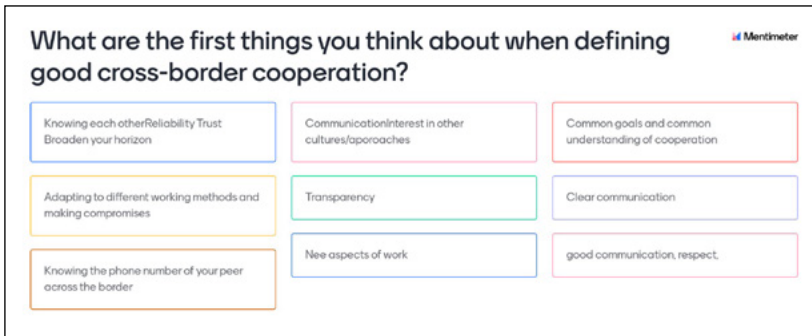 What are the first things you think about when defining
good cross-border cooperation?
Mentimeter
Knowing each otherReliability Trust
Broaden your horizon
CommunicationInterest in other
cultures/aporoaches
Common goals and common
understanding of cooperation
Adapting to different working methods and
making compromises
Transparency
Clear communication
Knowing the phone number of your peer
across the border
Nee aspects of work
good communication, respect,